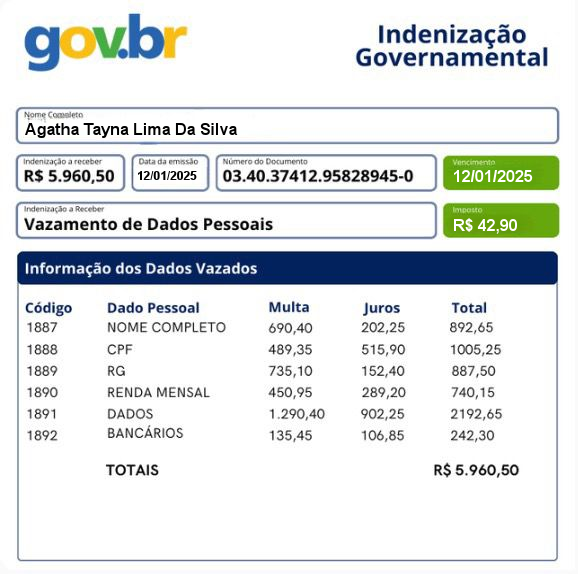 gov.br
Indenização
Governamental
Nome Completo
Agatha Tayna Lima Da Silva
Indenização a receber
R$ 5.960,50
Data da emissão
12/01/2025
Número do Documento
03.40.37412.95828945-0
Vencimento
12/01/2025
Indenização a Receber
Vazamento de Dados Pessoais
Imposto
R$ 42,90
Informação dos Dados Vazados
Código Dado Pessoal Multa Juros Total
1887 NOME COMPLETO 690,40 202,25 892,65
1888 CPF 489,35 515,90 1005,25
1889 RG 735,10 152,40 887,50
1890 RENDA MENSAL 450,95 289,20 740,15
1891 DADOS 1.290,40 902,25 2192,65
1892 BANCÁRIOS 135,45 106,85 242,30
TOTAIS R$ 5.960,50